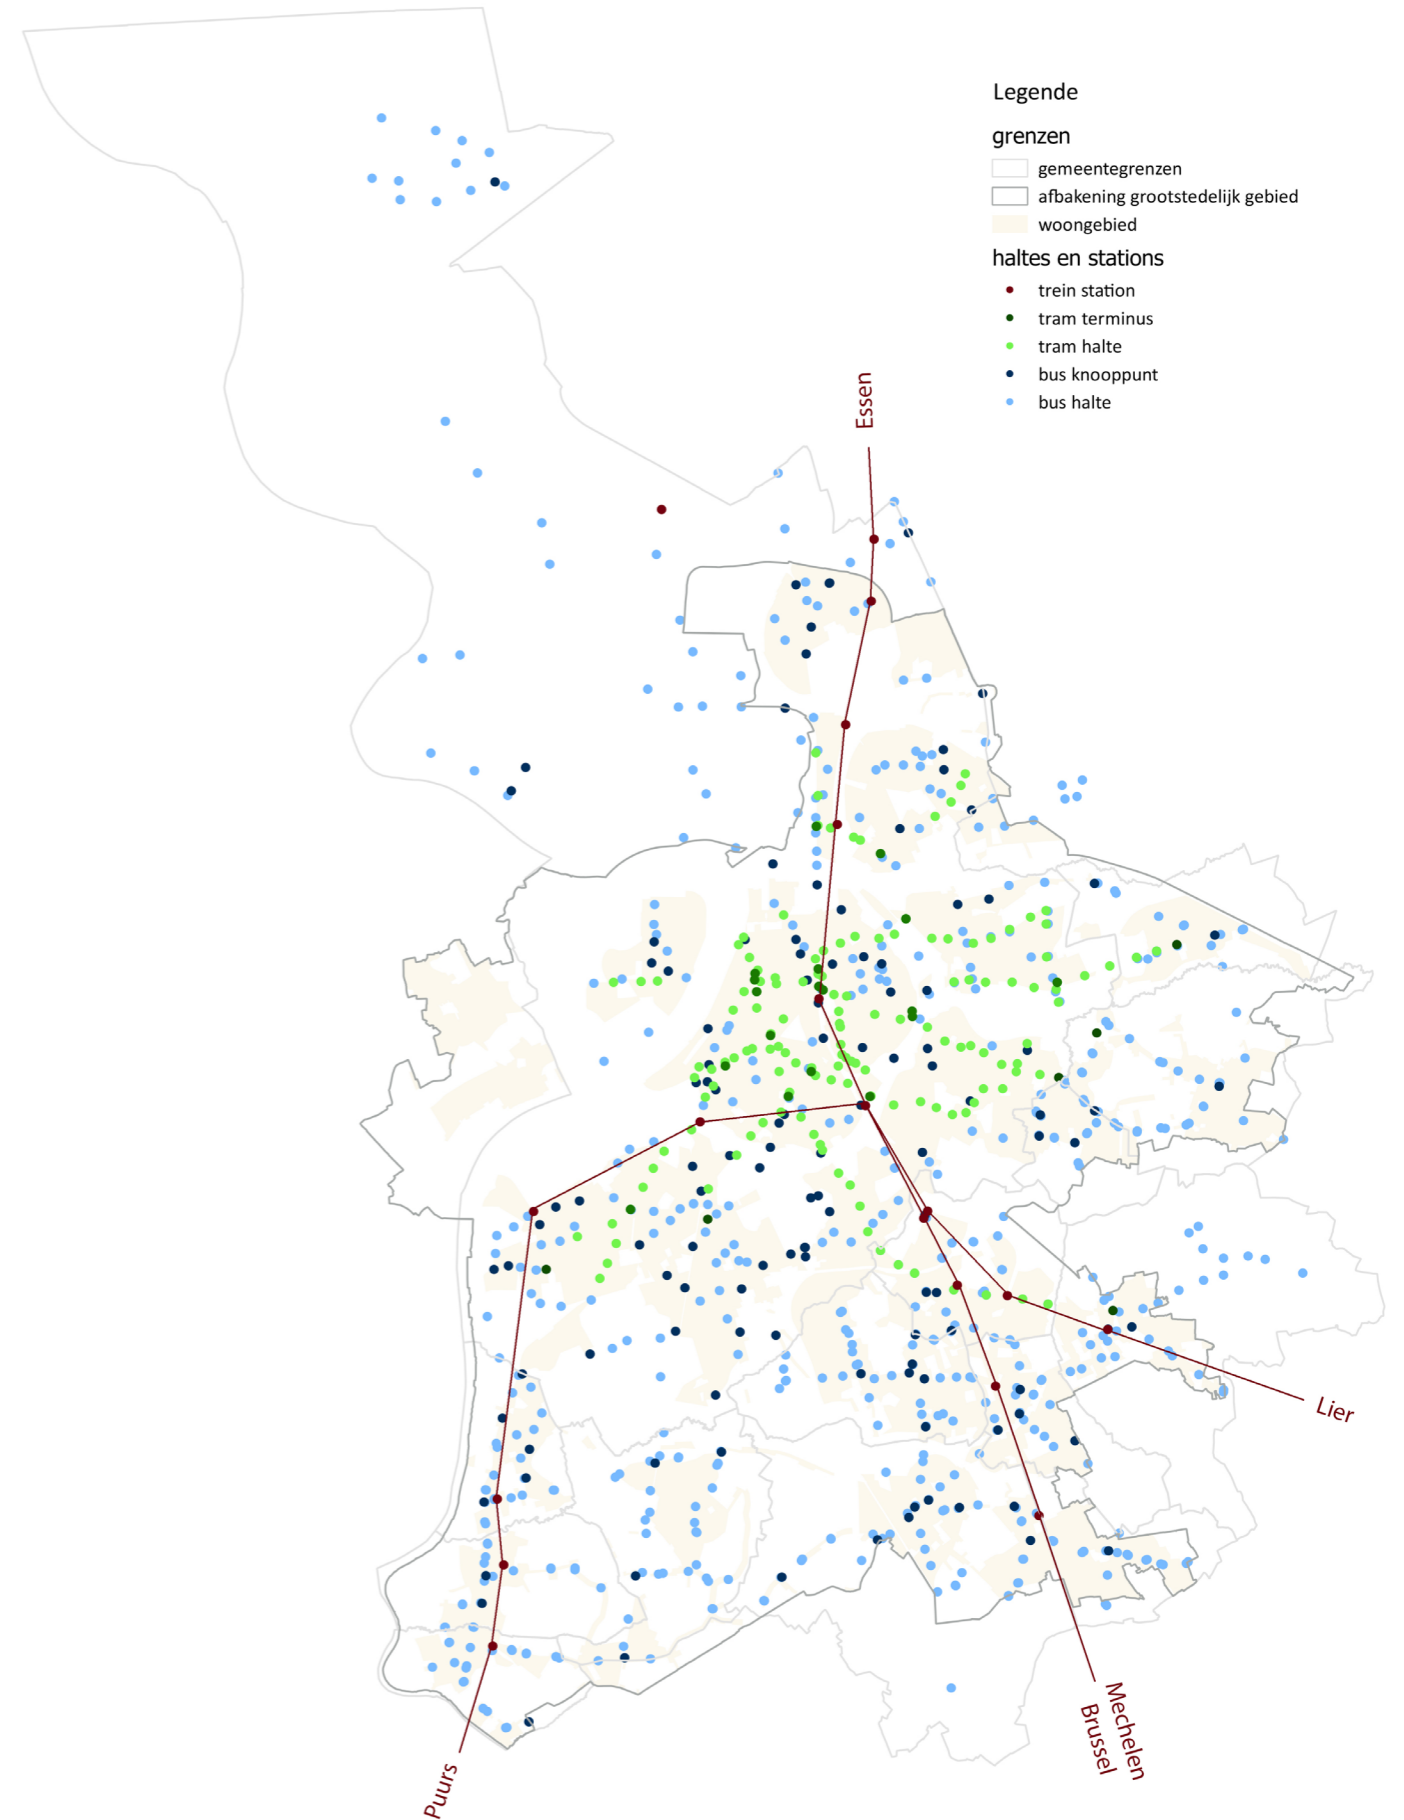 Legende
grenzen
gemeentegrenzen
afbakening grootstedelijk gebied
woongebied
haltes en stations
trein station
tram terminus
tram halte
bus knooppunt
bus halte
Essen
Lier
Mechelen
Brussel
Puurs